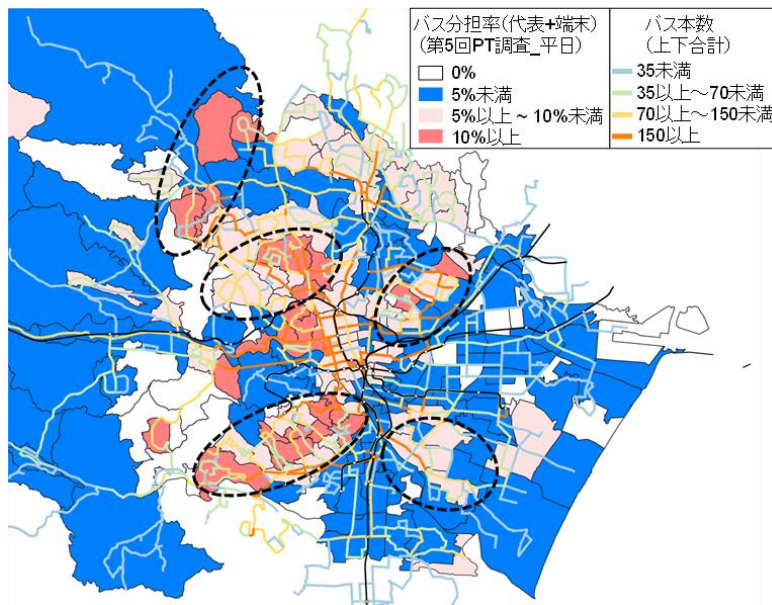 バス分担率(代表+端末)
(第5回PT調査_平日)
0%
5%未満
5%以上~10%未満
10%以上
バス本数
(上下合計)
35未満
35以上~70未満
70以上~150未満
150以上